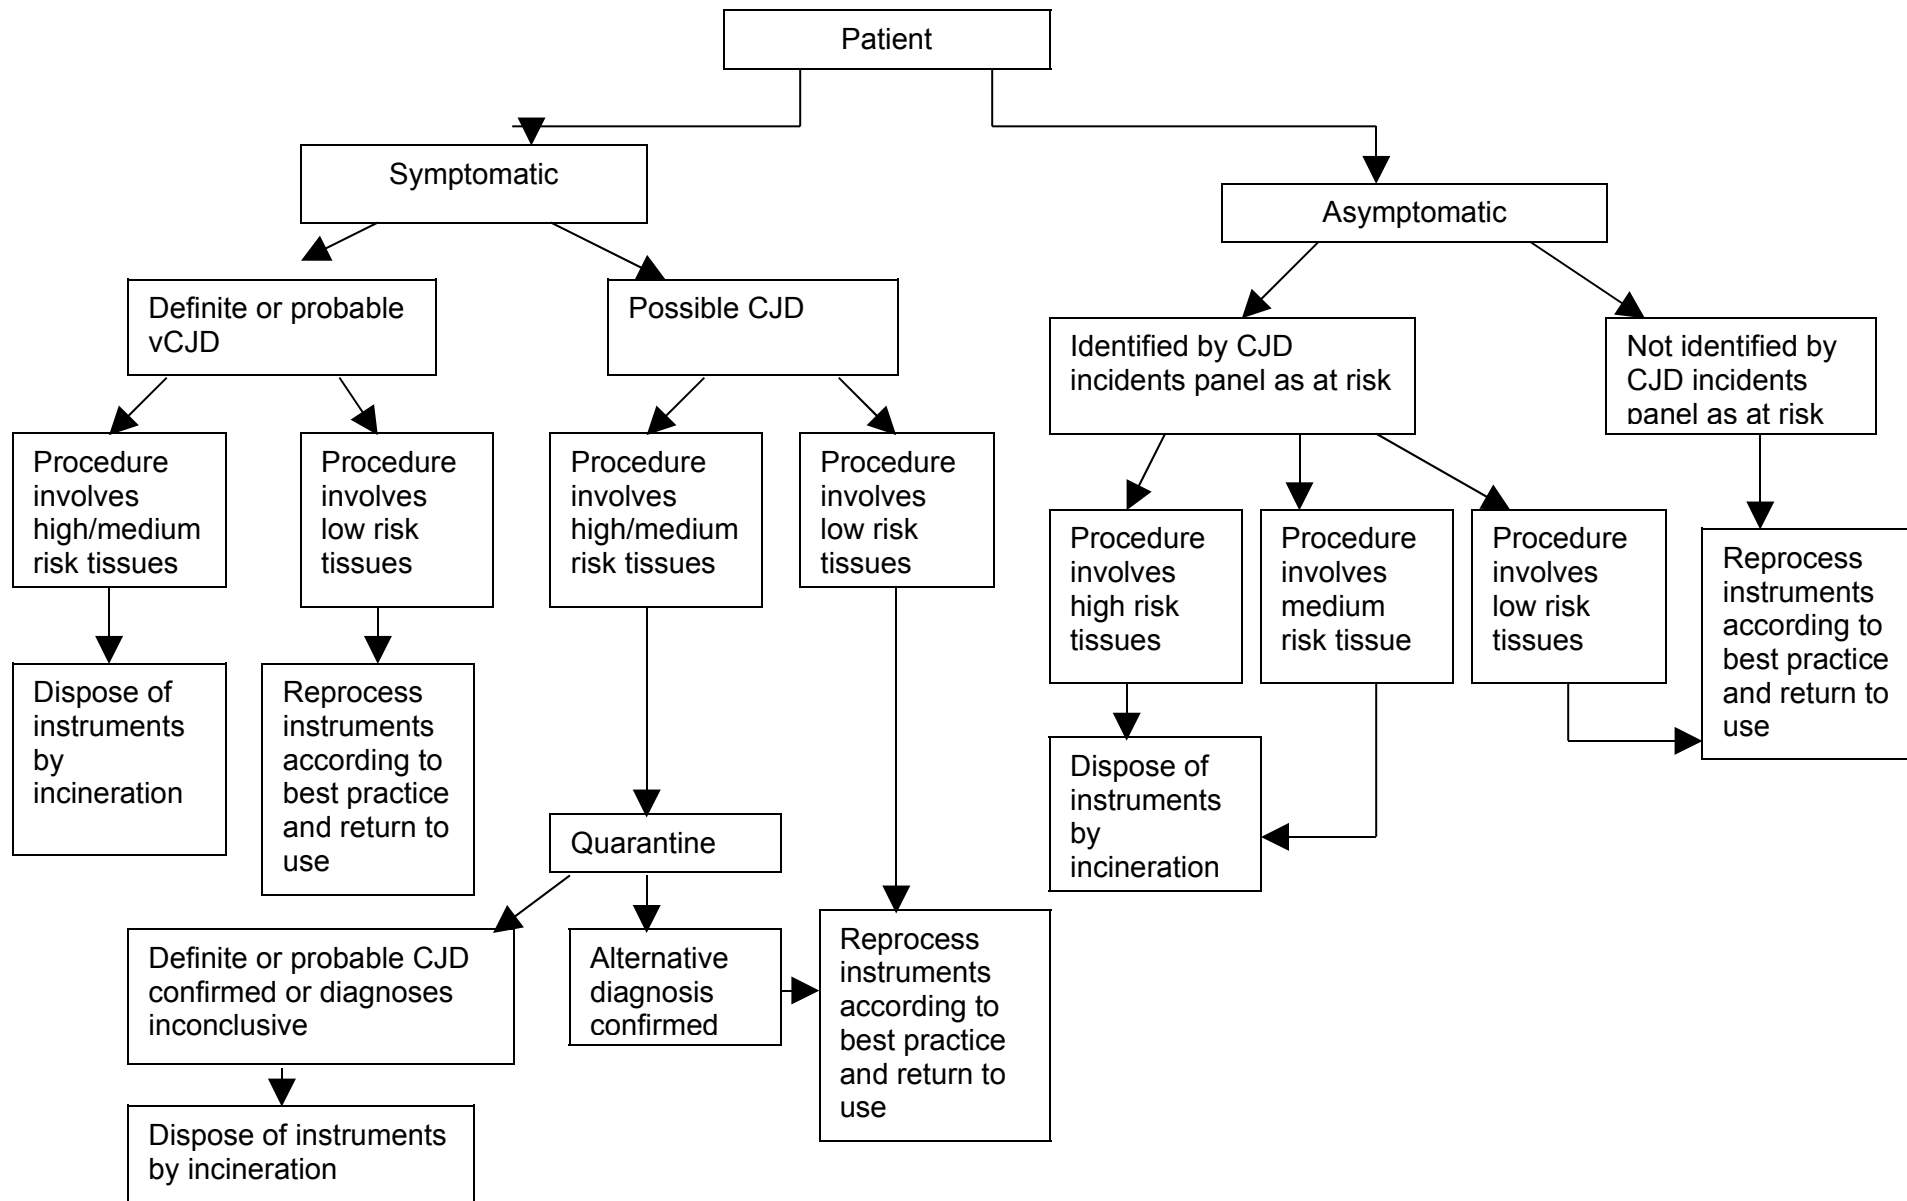 Patient
Symptomatic
Asymptomatic
Definite or probable
vCJD
Possible CJD
Identified by CJD
incidents panel as at risk
Not identified by
CJD incidents
panel as at risk
Procedure
involves
high/medium
risk tissues
Procedure
involves
low risk
tissues
Procedure
involves
high/medium
risk tissues
Procedure
involves
low risk
tissues
Procedure
involves
high risk
tissues
Procedure
involves
medium
risk tissue
Procedure
involves
low risk
tissues
Reprocess
instruments
according to
best practice
and return to
use
Dispose of
instruments
by
incineration
Reprocess
instruments
according to
best practice
and return to
use
Dispose of
instruments
by
incineration
Quarantine
Definite or probable CJD
confirmed or diagnoses
inconclusive
Alternative
diagnosis
confirmed
Reprocess
instruments
according to
best practice
and return to
use
Dispose of instruments
by incineration